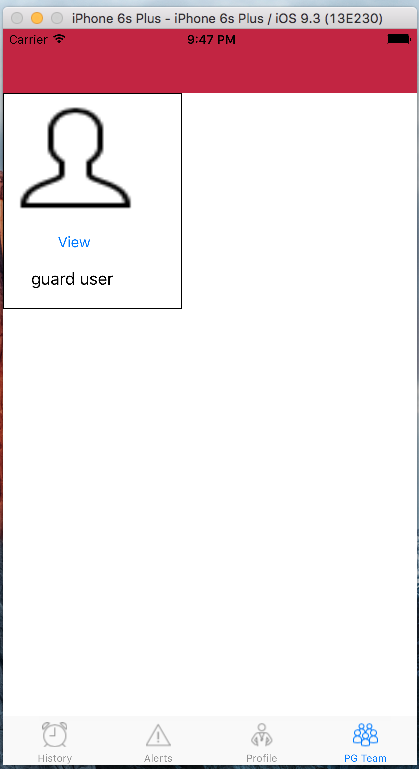 iPhone 6s Plus - iPhone 6s Plus / iOS 9.3 (13E230)
Carrier 9:47 PM
View
guard user
History Alerts Profile PG Team